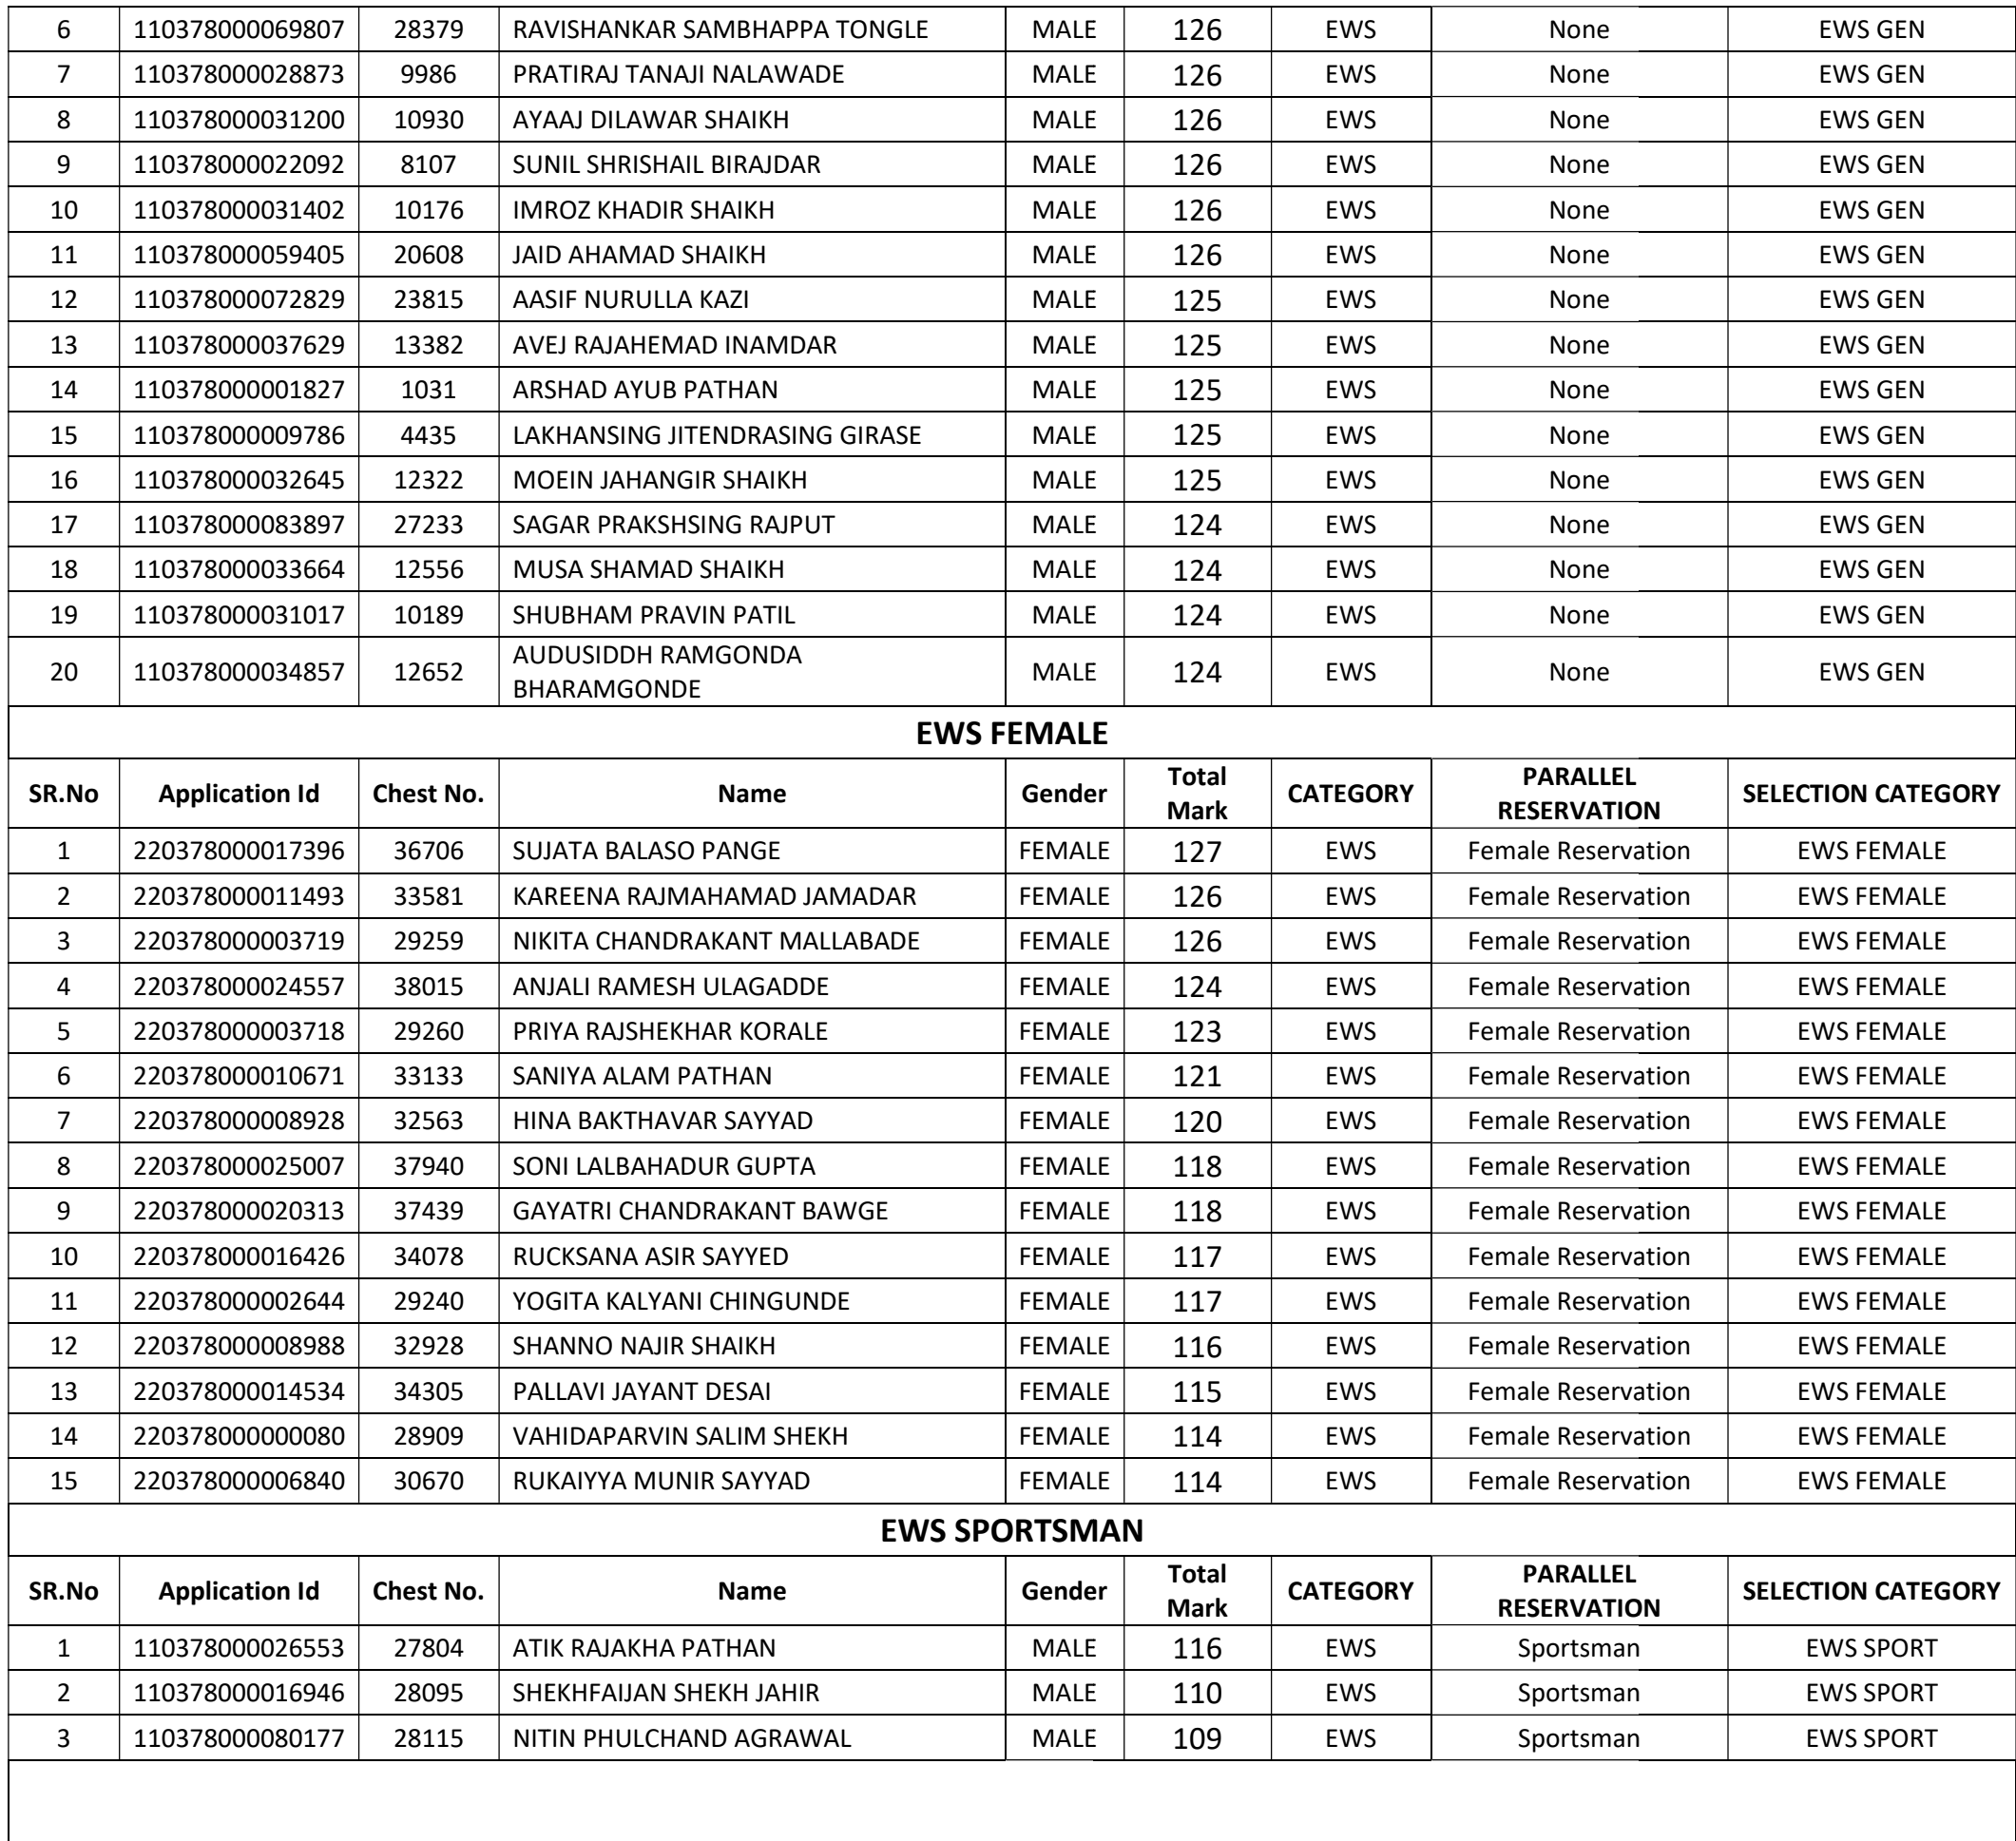 6 110378000069807 28379 RAVISHANKAR SAMBHAPPA TONGLE MALE 126 EWS None EWS GEN
7 110378000028873 9986 PRATIRAJ TANAJI NALAWADE MALE 126 EWS None EWS GEN
8 110378000031200 10930 AYAAJ DILAWAR SHAIKH MALE 126 EWS None EWS GEN
9 110378000022092 8107 SUNIL SHRISHAIL BIRAJDAR MALE 126 EWS None EWS GEN
10 110378000031402 10176 IMROZ KHADIR SHAIKH MALE 126 EWS None EWS GEN
11 110378000059405 20608 JAID AHAMAD SHAIKH MALE 126 EWS None EWS GEN
12 110378000072829 23815 AASIF NURULLA KAZI MALE 125 EWS None EWS GEN
13 110378000037629 13382 AVEJ RAJAHEMAD INAMDAR MALE 125 EWS None EWS GEN
14 110378000001827 1031 ARSHAD AYUB PATHAN MALE 125 EWS None EWS GEN
15 110378000009786 4435 LAKHANSING JITENDRASING GIRASE MALE 125 EWS None EWS GEN
16 110378000032645 12322 MOEIN JAHANGIR SHAIKH MALE 125 EWS None EWS GEN
17 110378000083897 27233 SAGAR PRAKSHSING RAJPUT MALE 124 EWS None EWS GEN
18 110378000033664 12556 MUSA SHAMAD SHAIKH MALE 124 EWS None EWS GEN
19 110378000031017 10189 SHUBHAM PRAVIN PATIL MALE 124 EWS None EWS GEN
20 110378000034857 12652 AUDUSIDDH RAMGONDA
BHARAMGONDE MALE 124 EWS None EWS GEN
EWS FEMALE
SR.No Application Id Chest No. Name Gender Total
Mark CATEGORY PARALLEL
RESERVATION SELECTION CATEGORY
1 220378000017396 36706 SUJATA BALASO PANGE FEMALE 127 EWS Female Reservation EWS FEMALE
2 220378000011493 33581 KAREENA RAJMAHAMAD JAMADAR FEMALE 126 EWS Female Reservation EWS FEMALE
3 220378000003719 29259 NIKITA CHANDRAKANT MALLABADE FEMALE 126 EWS Female Reservation EWS FEMALE
4 220378000024557 38015 ANJALI RAMESH ULAGADDE FEMALE 124 EWS Female Reservation EWS FEMALE
5 220378000003718 29260 PRIYA RAJSHEKHAR KORALE FEMALE 123 EWS Female Reservation EWS FEMALE
6 220378000010671 33133 SANIYA ALAM PATHAN FEMALE 121 EWS Female Reservation EWS FEMALE
7 220378000008928 32563 HINA BAKTHAVAR SAYYAD FEMALE 120 EWS Female Reservation EWS FEMALE
8 220378000025007 37940 SONI LALBAHADUR GUPTA FEMALE 118 EWS Female Reservation EWS FEMALE
9 220378000020313 37439 GAYATRI CHANDRAKANT BAWGE FEMALE 118 EWS Female Reservation EWS FEMALE
10 220378000016426 34078 RUCKSANA ASIR SAYYED FEMALE 117 EWS Female Reservation EWS FEMALE
11 220378000002644 29240 YOGITA KALYANI CHINGUNDE FEMALE 117 EWS Female Reservation EWS FEMALE
12 220378000008988 32928 SHANNO NAJIR SHAIKH FEMALE 116 EWS Female Reservation EWS FEMALE
13 220378000014534 34305 PALLAVI JAYANT DESAI FEMALE 115 EWS Female Reservation EWS FEMALE
14 220378000000080 28909 VAHIDAPARVIN SALIM SHEKH FEMALE 114 EWS Female Reservation EWS FEMALE
15 220378000006840 30670 RUKAIYYA MUNIR SAYYAD FEMALE 114 EWS Female Reservation EWS FEMALE
EWS SPORTSMAN
SR.No Application Id Chest No. Name Gender Total
Mark CATEGORY PARALLEL
RESERVATION SELECTION CATEGORY
1 110378000026553 27804 ATIK RAJAKHA PATHAN MALE 116 EWS Sportsman EWS SPORT
2 110378000016946 28095 SHEKHFAIJAN SHEKH JAHIR MALE 110 EWS Sportsman EWS SPORT
3 110378000080177 28115 NITIN PHULCHAND AGRAWAL MALE 109 EWS Sportsman EWS SPORT